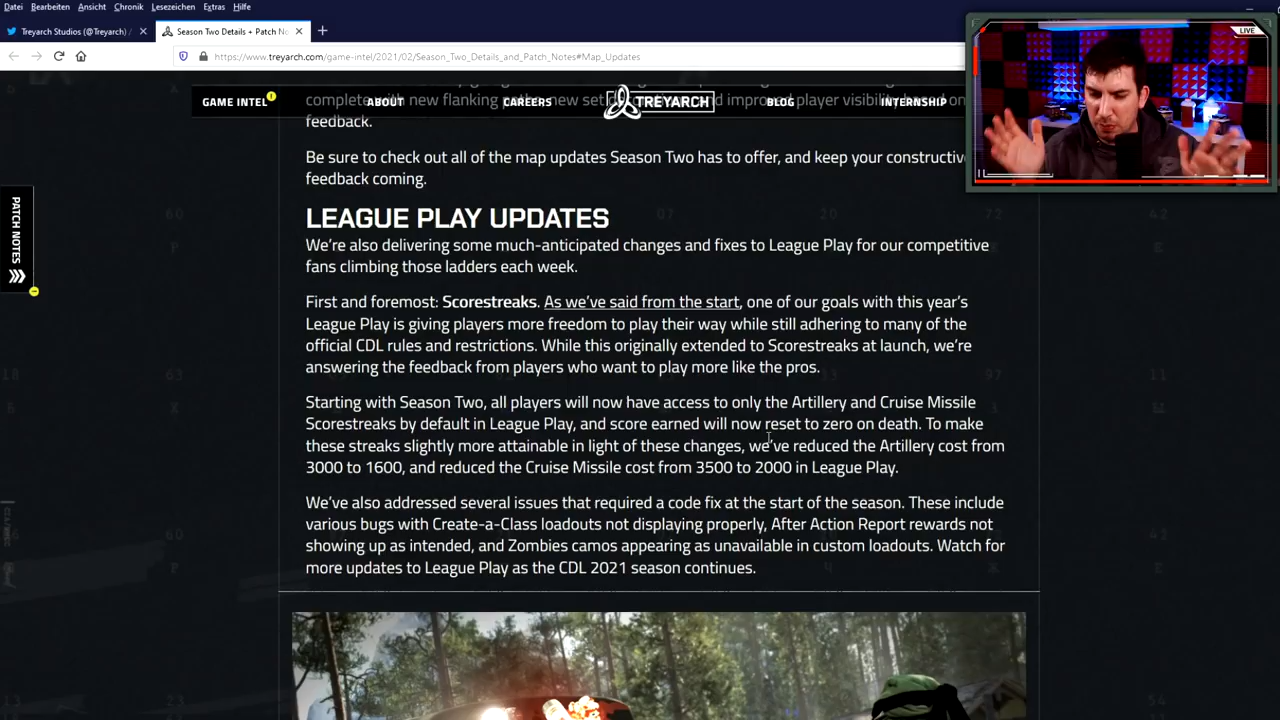 Datei Bearbeiten Ansicht Chronik Lesezeichen Extras Hilfe
Treyarch Studios (@Treyarch) /
Season Two Details + Patch No
https://www.treyarch.com/game-intel/2021/02/Season_Two_Details_and_Patch_Notes#Map_Updates
LIVE
GAME INTEL ABOUT CAREERS TREYARCH BLOG INTERNSHIP
feedback.
Be sure to check out all of the map updates Season Two has to offer, and keep your constructive
feedback coming.
PATCH NOTES
LEAGUE PLAY UPDATES
We're also delivering some much-anticipated changes and fixes to League Play for our competitive
fans climbing those ladders each week.
First and foremost: Scorestreaks. As we've said from the start, one of our goals with this year's
League Play is giving players more freedom to play their way while still adhering to many of the
official CDL rules and restrictions. While this originally extended to Scorestreaks at launch, we're
answering the feedback from players who want to play more like the pros.
Starting with Season Two, all players will now have access to only the Artillery and Cruise Missile
Scorestreaks by default in League Play, and score earned will now reset to zero on death. To make
these streaks slightly more attainable in light of these changes, we've reduced the Artillery cost from
3000 to 1600, and reduced the Cruise Missile cost from 3500 to 2000 in League Play.
We've also addressed several issues that required a code fix at the start of the season. These include
various bugs with Create-a-Class loadouts not displaying properly, After Action Report rewards not
showing up as intended, and Zombies camos appearing as unavailable in custom loadouts. Watch for
more updates to League Play as the CDL 2021 season continues.